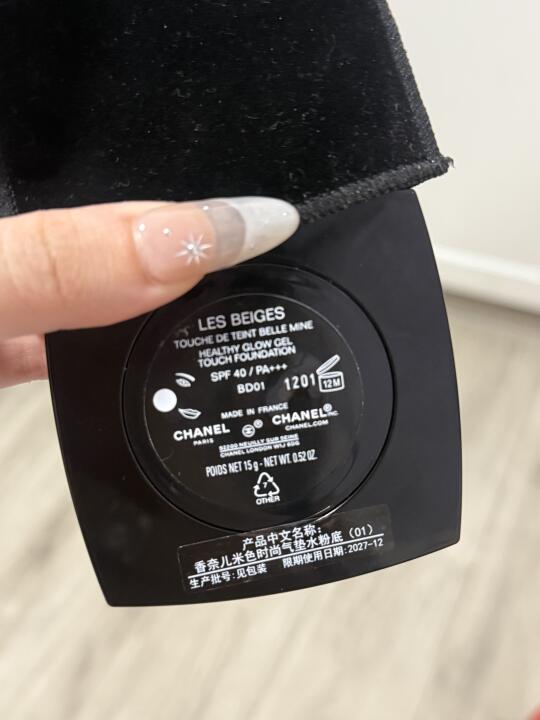 LES BEIGES
TOUCHE DE TEINT BELLE MINE
HEALTHY GLOW GEL
TOUCH FOUNDATION
SPF 40 / PA+++
BD01 1201 12M
MADE IN FRANCE
CHANEL CHANEL® INC.
PARIS CHANEL.COM
92200 NEUILLY SUR SEINE
CHANEL LONDON W1J 6DG
POIDS NET 15 g - NET WT. 0.52 OZ.
7
OTHER
产品中文名称：
香奈儿米色时尚气垫水粉底（01）
生产批号：见包装 限期使用日期：2027-12